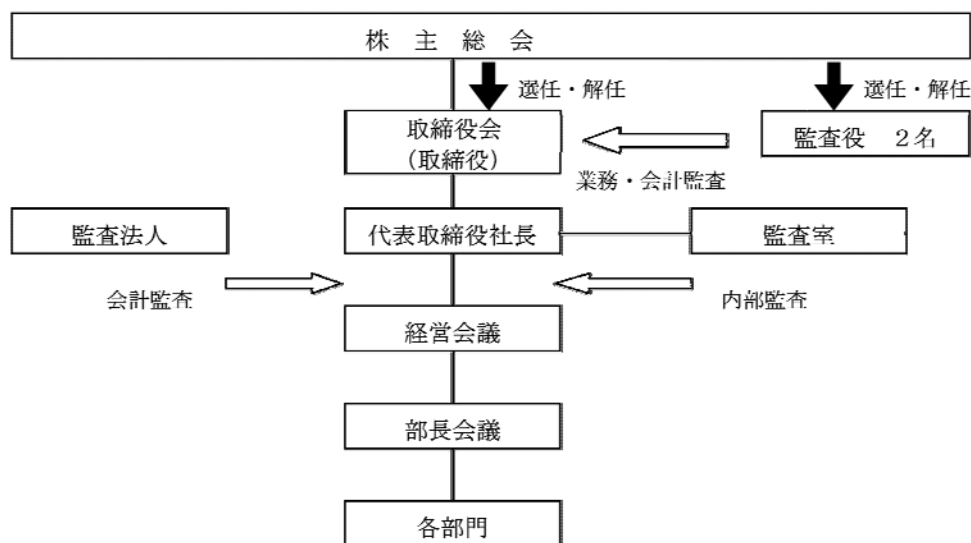 株 主 総 会
選任・解任
選任・解任
取締役会
(取締役)
監査役 2名
業務・会計監査
監査法人
代表取締役社長
監査室
会計監査
内部監査
経営会議
部長会議
各部門